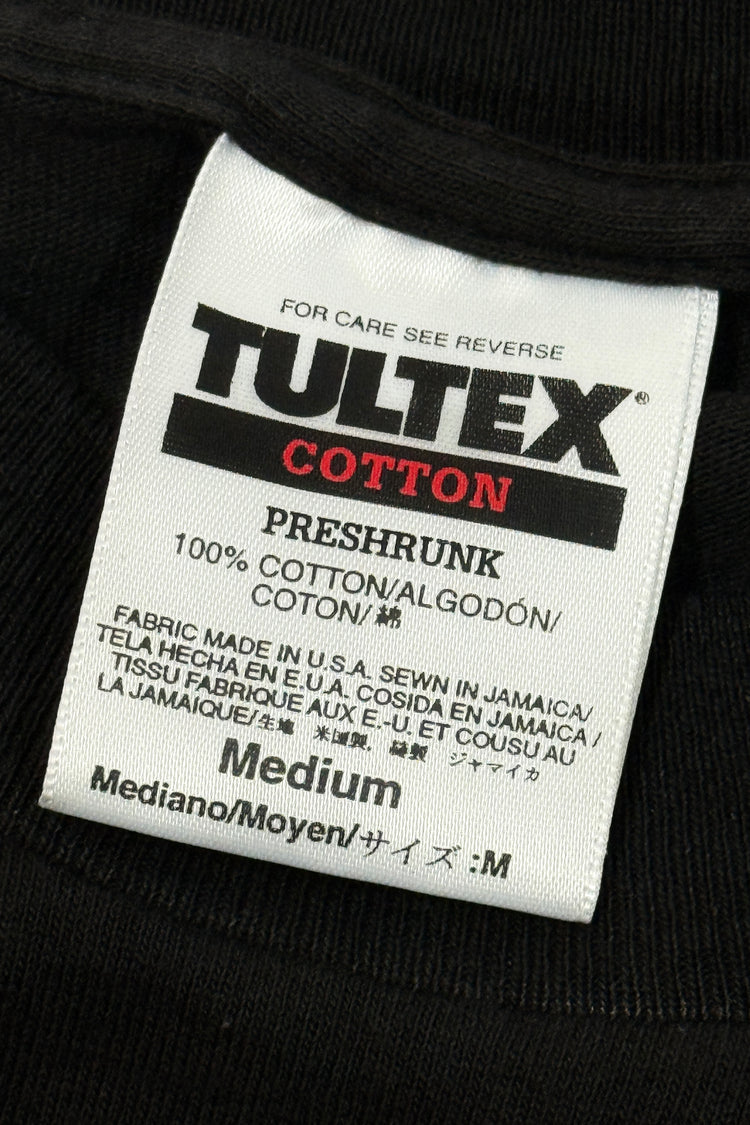 FOR CARE SEE REVERSE
TULTEX®
COTTON
PRESHRUNK
100% COTTON/ALGODÓN/
COTON/綿
FABRIC MADE IN U.S.A. SEWN IN JAMAICA/
TELA HECHA EN E.U.A. COSIDA EN JAMAICA /
TISSU FABRIQUE AUX E.-U. ET COUSU AU
LA JAMAIQUE/生地 米国製, 縫製 ジャマイカ
Medium
Mediano/Moyen/サイズ :M